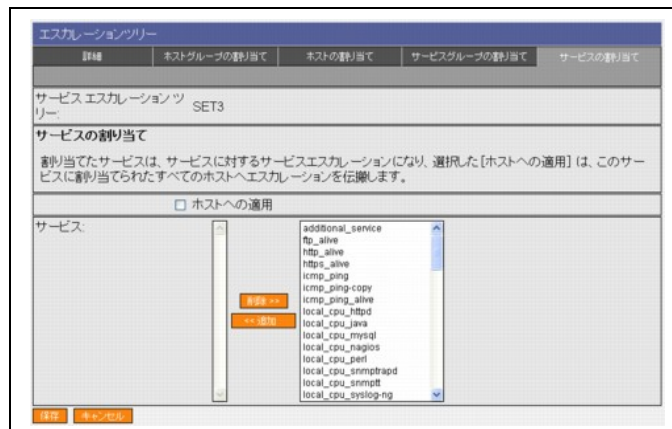 エスカレーションツリー
詳細 ホストグループの割り当て ホストの割り当て サービスグループの割り当て サービスの割り当て
サービス エスカレーション ツリー: SET3
サービスの割り当て
割り当てたサービスは、サービスに対するサービスエスカレーションになり、選択した[ホストへの適用] は、このサー
ビスに割り当てられたすべてのホストへエスカレーションを伝搬します。
ホストへの適用
サービス:
additional_service
ftp_alive
http_alive
https_alive
icmp_ping
icmp_ping-copy
icmp_ping_alive
local_cpu_httpd
local_cpu_java
local_cpu_mysql
local_cpu_nagios
local_cpu_perl
local_cpu_snmptrapd
local_cpu_snmptt
local_cpu_syslog-ng
削除 >>
<< 追加
保存 キャンセル